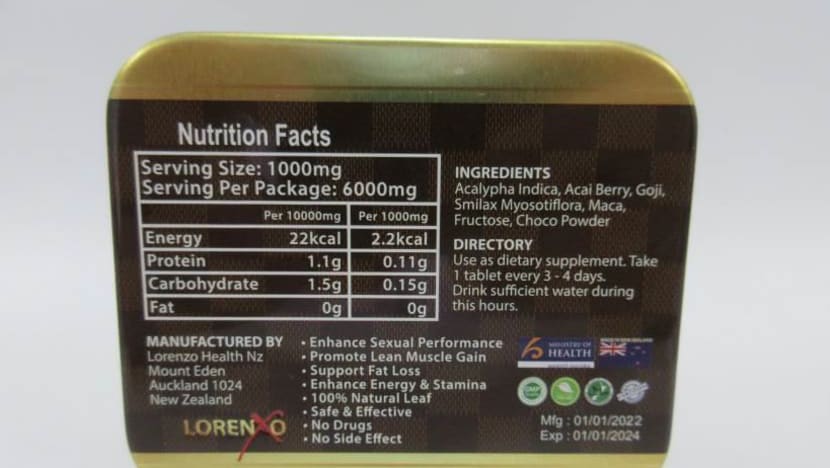 Nutrition Facts
Serving Size: 1000mg
Serving Per Package: 6000mg
Per 10000mg Per 1000mg
Energy 22kcal 2.2kcal
Protein 1.1g 0.11g
Carbohydrate 1.5g 0.15g
Fat 0g 0g
INGREDIENTS
Acalypha Indica, Acai Berry, Goji,
Smilax Myosotiflora, Maca,
Fructose, Choco Powder
DIRECTORY
Use as dietary supplement. Take
1 tablet every 3 - 4 days.
Drink sufficient water during
this hours.
MANUFACTURED BY
Lorenzo Health Nz
Mount Eden
Auckland 1024
New Zealand
LORENXO
• Enhance Sexual Performance
• Promote Lean Muscle Gain
• Support Fat Loss
• Enhance Energy & Stamina
• 100% Natural Leaf
• Safe & Effective
• No Drugs
• No Side Effect
MINISTRY OF
HEALTH
MADE IN NEW ZEALAND
GMP
Mfg : 01/01/2022
Exp : 01/01/2024